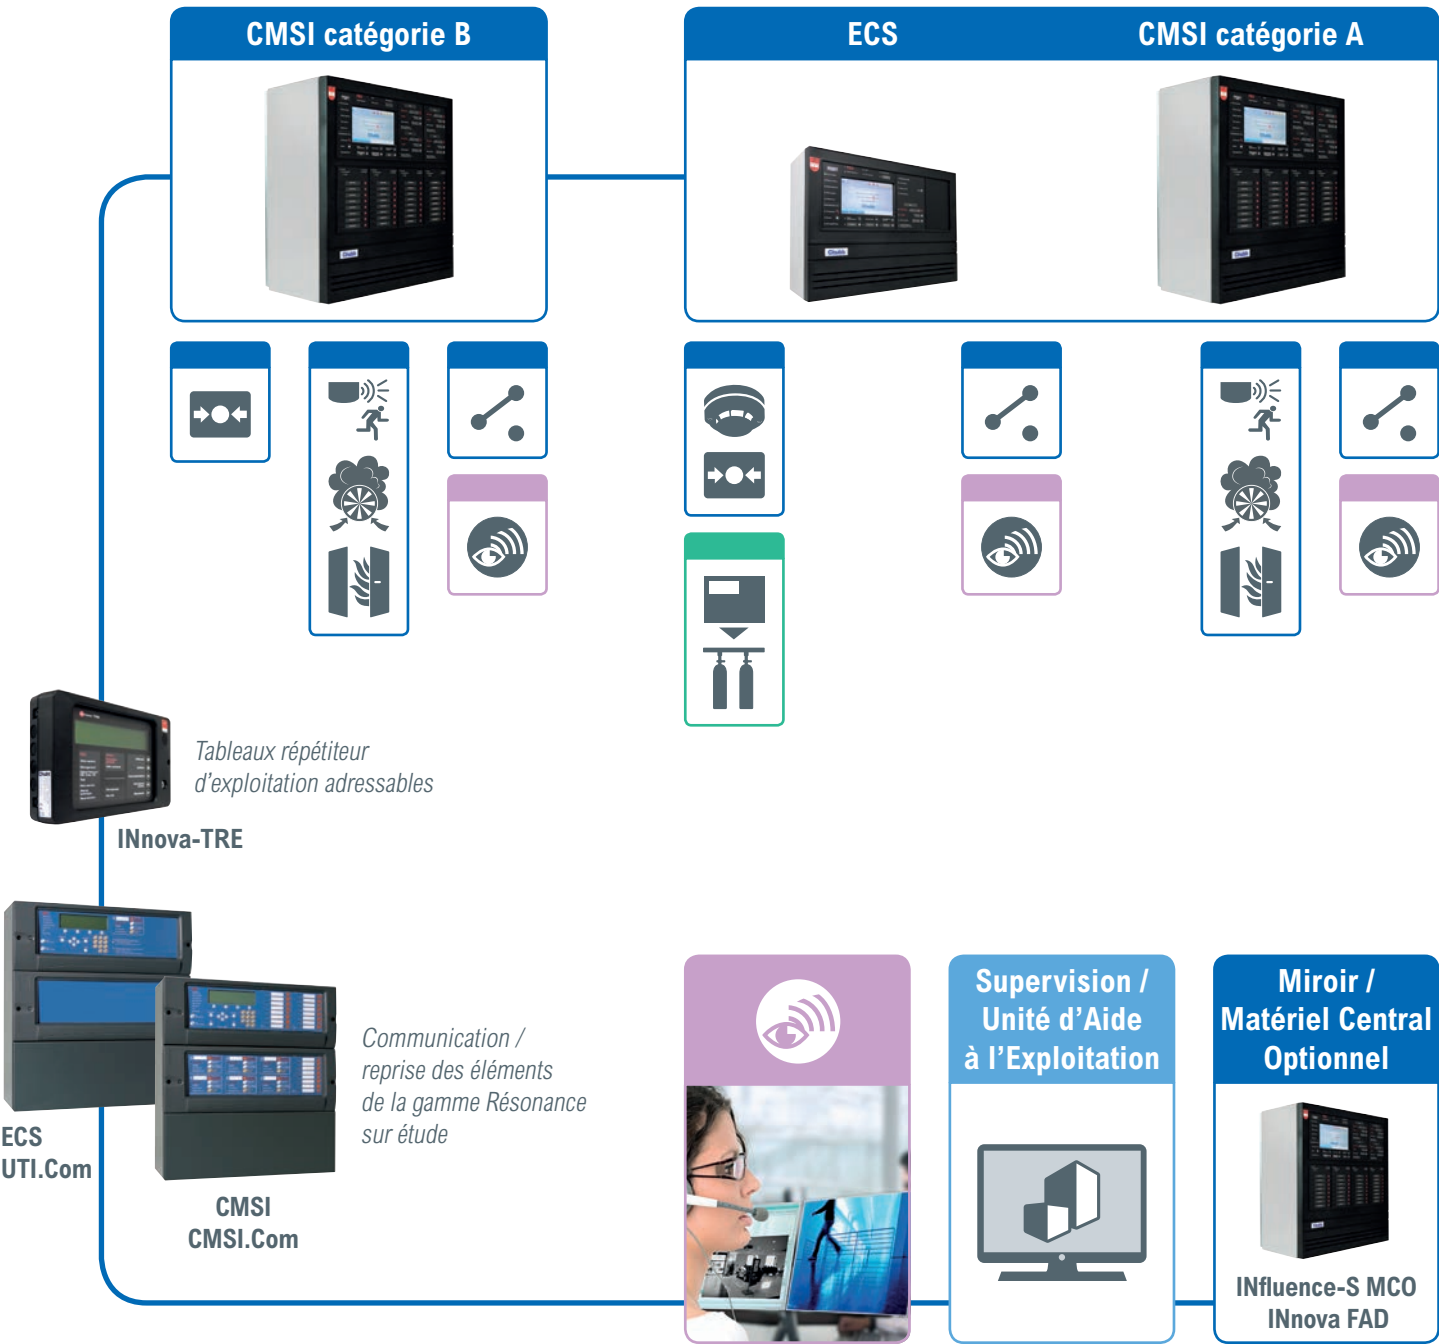 CMSI catégorie B
ECS
CMSI catégorie A
Tableaux répétiteur
d'exploitation adressables
INnova-TRE
Communication /
reprise des éléments
de la gamme Résonance
sur étude
ECS
UTI.Com
CMSI
CMSI.Com
Supervision /
Unité d'Aide
à l'Exploitation
Miroir /
Matériel Central
Optionnel
INfluence-S MCO
INnova FAD